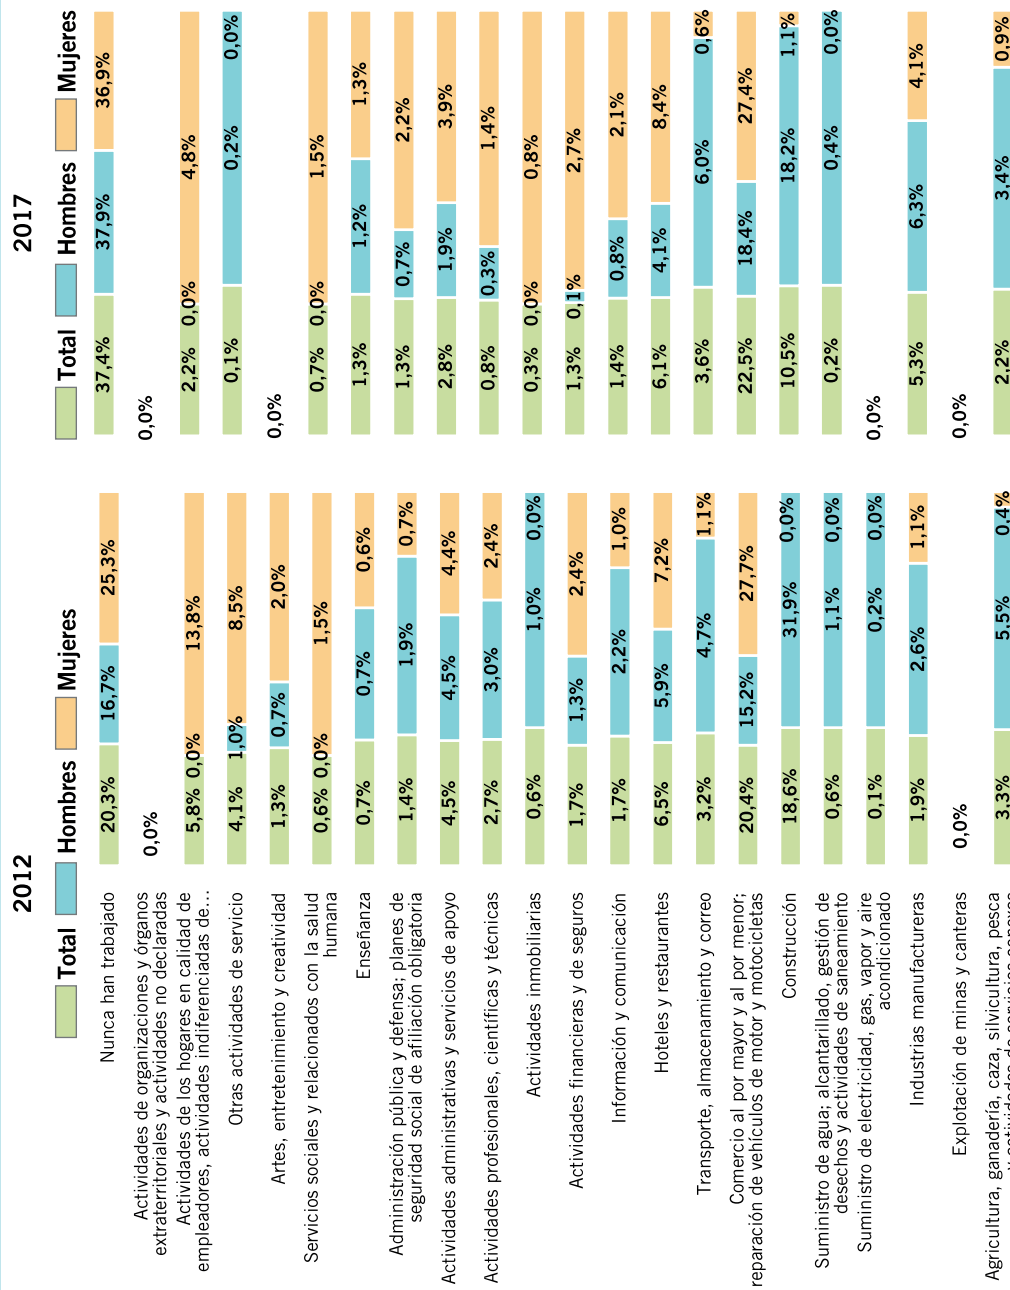 2012
Total Hombres Mujeres
2017
Total Hombres Mujeres
Nunca han trabajado
20,3% 16,7% 25,3%
37,4% 37,9% 36,9%
Actividades de organizaciones y órganos
extraterritoriales y actividades no declaradas
0,0%
0,0%
Actividades de los hogares en calidad de
empleadores, actividades indiferenciadas de...
5,8% 0,0% 13,8%
2,2% 0,0% 4,8%
Otras actividades de servicio
4,1% 1,0% 8,5%
0,1% 0,2% 0,0%
Artes, entretenimiento y creatividad
1,3% 0,7% 2,0%
0,0%
Servicios sociales y relacionados con la salud
humana
0,6% 0,0% 1,5%
0,7% 0,0% 1,5%
Enseñanza
0,7% 0,7% 0,6%
1,3% 1,2% 1,3%
Administración pública y defensa; planes de
seguridad social de afiliación obligatoria
1,4% 1,9% 0,7%
1,3% 0,7% 2,2%
Actividades administrativas y servicios de apoyo
4,5% 4,5% 4,4%
2,8% 1,9% 3,9%
Actividades profesionales, científicas y técnicas
2,7% 3,0% 2,4%
0,8% 0,3% 1,4%
Actividades inmobiliarias
0,6% 1,0% 0,0%
0,3% 0,0% 0,8%
Actividades financieras y de seguros
1,7% 1,3% 2,4%
1,3% 0,1% 2,7%
Información y comunicación
1,7% 2,2% 1,0%
1,4% 0,8% 2,1%
Hoteles y restaurantes
6,5% 5,9% 7,2%
6,1% 4,1% 8,4%
Transporte, almacenamiento y correo
3,2% 4,7% 1,1%
3,6% 6,0% 0,6%
Comercio al por mayor y al por menor;
reparación de vehículos de motor y motocicletas
20,4% 15,2% 27,7%
22,5% 18,4% 27,4%
Construcción
18,6% 31,9% 0,0%
10,5% 18,2% 1,1%
Suministro de agua; alcantarillado, gestión de
desechos y actividades de saneamiento
0,6% 1,1% 0,0%
0,2% 0,4% 0,0%
Suministro de electricidad, gas, vapor y aire
acondicionado
0,1% 0,2% 0,0%
0,0%
Industrias manufactureras
1,9% 2,6% 1,1%
5,3% 6,3% 4,1%
Explotación de minas y canteras
0,0%
0,0%
Agricultura, ganadería, caza, silvicultura, pesca
3,3% 5,5% 0,4%
2,2% 3,4% 0,9%